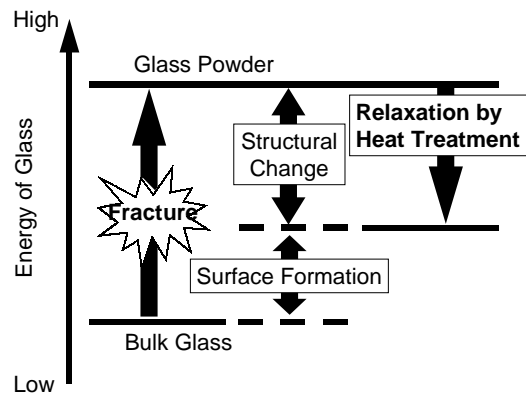 High
Glass Powder
Relaxation by
Heat Treatment
Structural
Change
Fracture
Energy of Glass
Surface Formation
Bulk Glass
Low